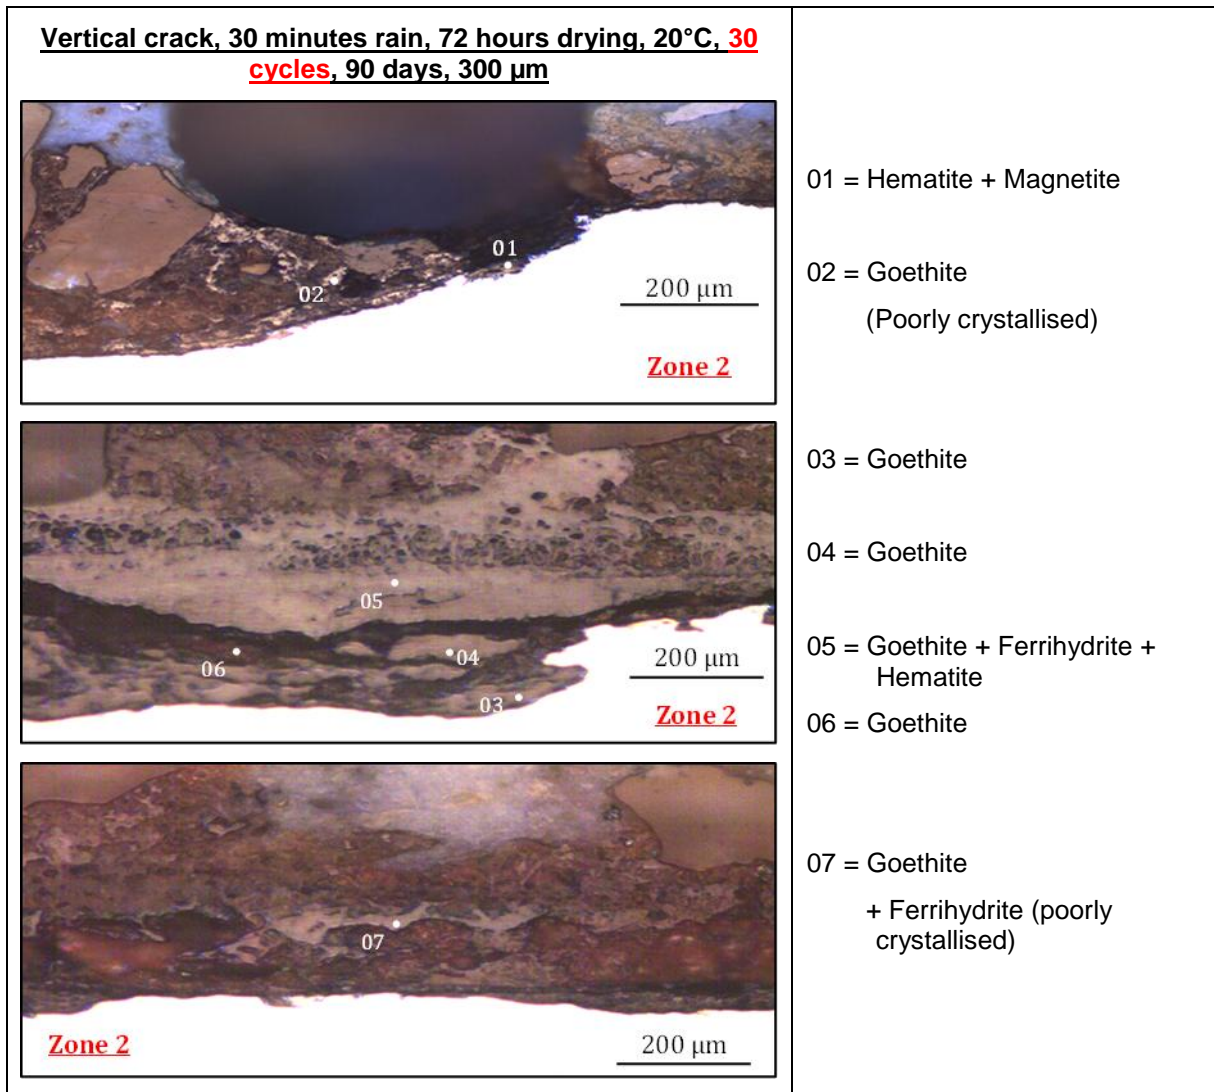 Vertical crack, 30 minutes rain, 72 hours drying, 20°C, 30
cycles, 90 days, 300 µm
01
02
200 µm
Zone 2
01 = Hematite + Magnetite
02 = Goethite
(Poorly crystallised)
05
06
04
03
200 µm
Zone 2
03 = Goethite
04 = Goethite
05 = Goethite + Ferrihydrite +
Hematite
06 = Goethite
07
Zone 2
200 µm
07 = Goethite
+ Ferrihydrite (poorly
crystallised)